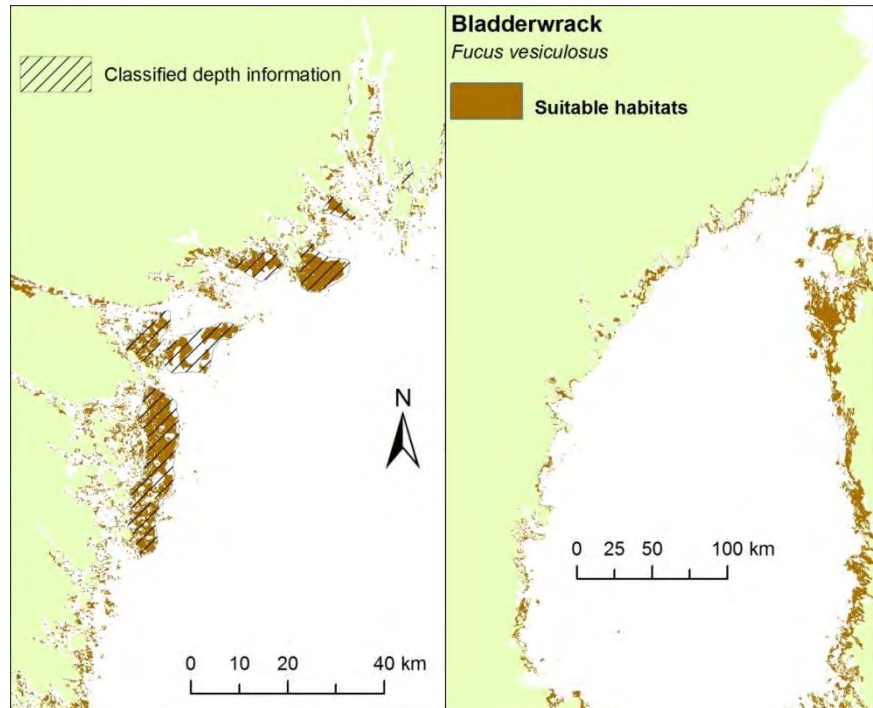 Classified depth information
N
0 10 20 40 km
Bladderwrack
Fucus vesiculosus
Suitable habitats
0 25 50 100 km